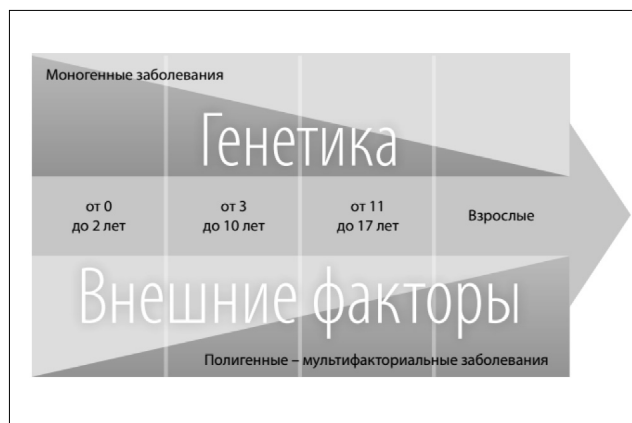 Моногенные заболевания
Генетика
от 0
до 2 лет
от 3
до 10 лет
от 11
до 17 лет
Взрослые
Внешние факторы
Полигенные – мультифакториальные заболевания